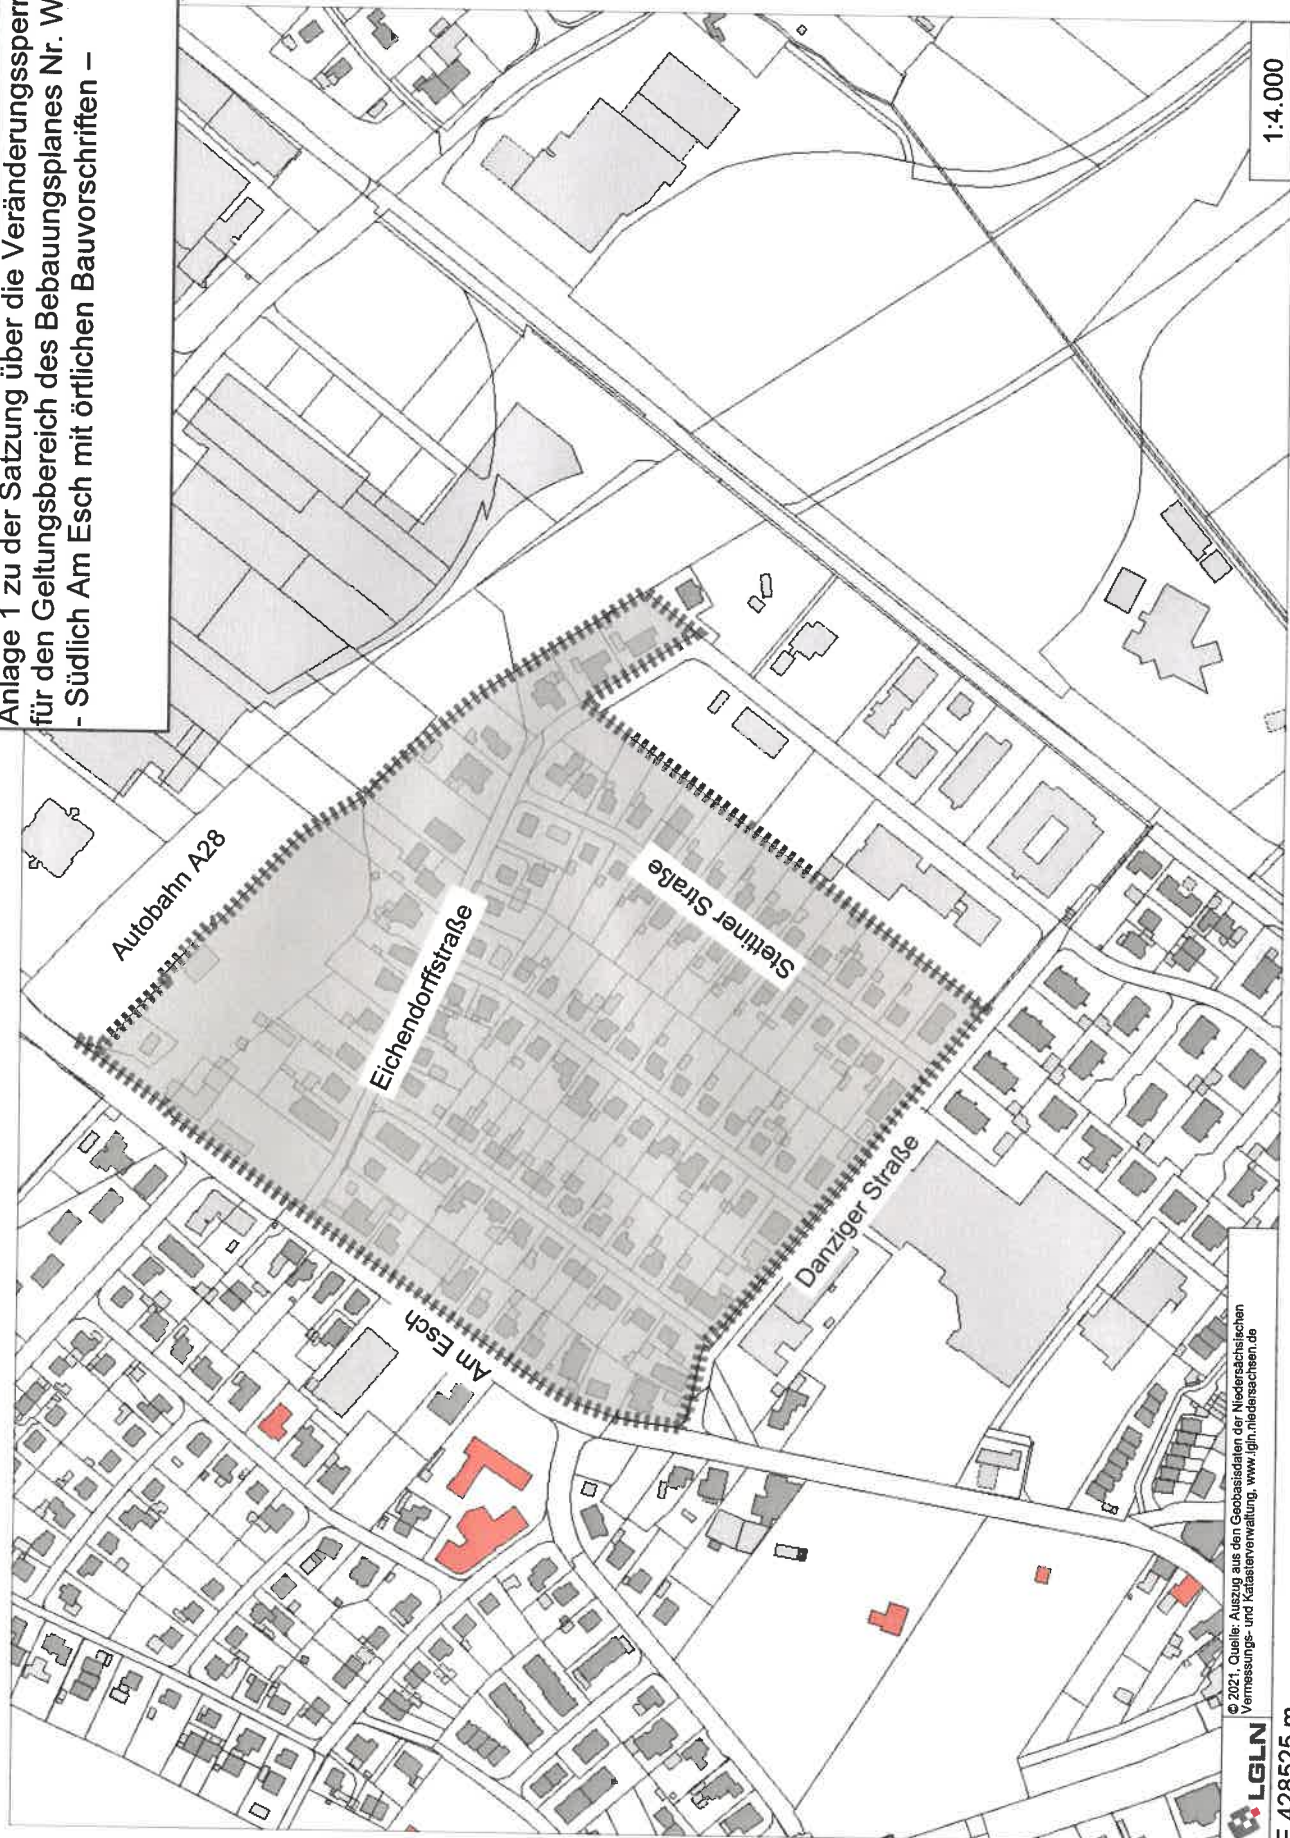 Anlage 1 zu der Satzung über die Veränderungssperr
für den Geltungsbereich des Bebauungsplanes Nr. W
- Südlich Am Esch mit örtlichen Bauvorschriften –
Autobahn A28
Eichendorffstraße
Stettiner Straße
Am Esch
Danziger Straße
1:4.000
LGLN
© 2021, Quelle: Auszug aus den Geobasisdaten der Niedersächsischen
Vermessungs- und Katasterverwaltung, www.lgln.niedersachsen.de
E 428525 m